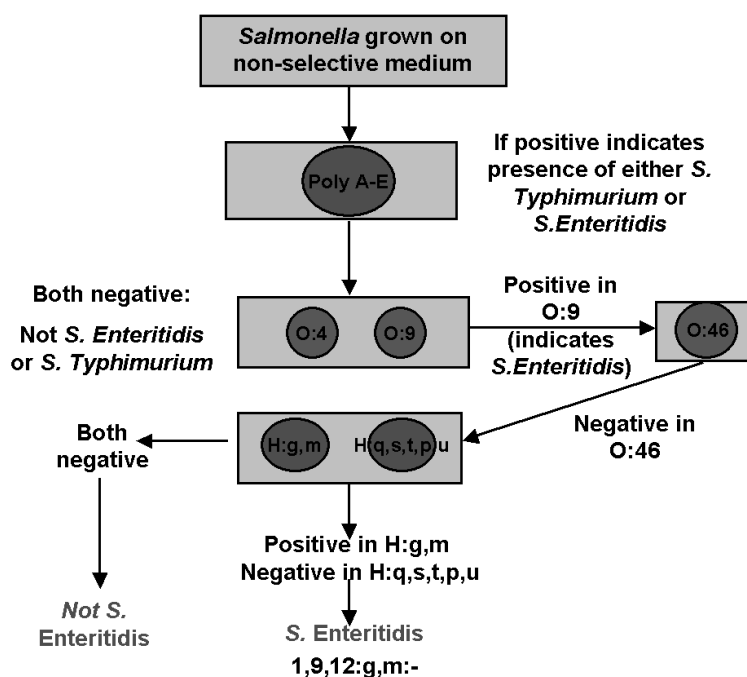 Salmonella grown on
non-selective medium
Poly A-E
If positive indicates
presence of either S.
Typhimurium or
S.Enteritidis
Both negative:
Not S. Enteritidis
or S. Typhimurium
O:4
O:9
Positive in
O:9
(indicates
S.Enteritidis)
O:46
Negative in
O:46
H:g,m
H:q,s,t,p,u
Both
negative
Positive in H:g,m
Negative in H:q,s,t,p,u
Not S.
Enteritidis
S. Enteritidis
1,9,12:g,m:-